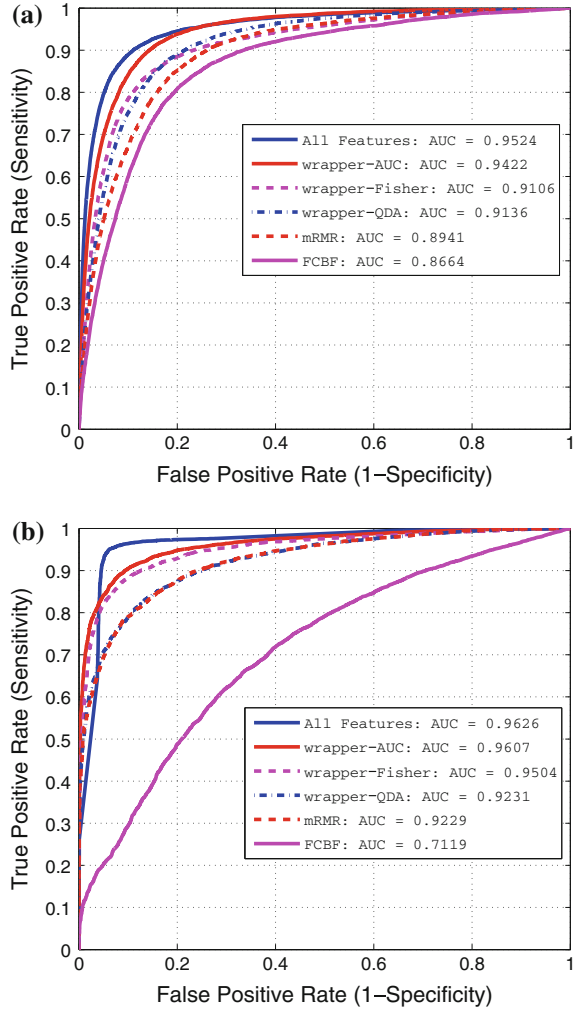 (a)
1
0.9
0.8
0.7
0.6
0.5
0.4
0.3
0.2
0.1
0
True Positive Rate (Sensitivity)
All Features: AUC = 0.9524
wrapper-AUC: AUC = 0.9422
wrapper-Fisher: AUC = 0.9106
wrapper-QDA: AUC = 0.9136
mRMR: AUC = 0.8941
FCBF: AUC = 0.8664
0 0.2 0.4 0.6 0.8 1
False Positive Rate (1–Specificity)
(b)
1
0.9
0.8
0.7
0.6
0.5
0.4
0.3
0.2
0.1
0
True Positive Rate (Sensitivity)
All Features: AUC = 0.9626
wrapper-AUC: AUC = 0.9607
wrapper-Fisher: AUC = 0.9504
wrapper-QDA: AUC = 0.9231
mRMR: AUC = 0.9229
FCBF: AUC = 0.7119
0 0.2 0.4 0.6 0.8 1
False Positive Rate (1–Specificity)